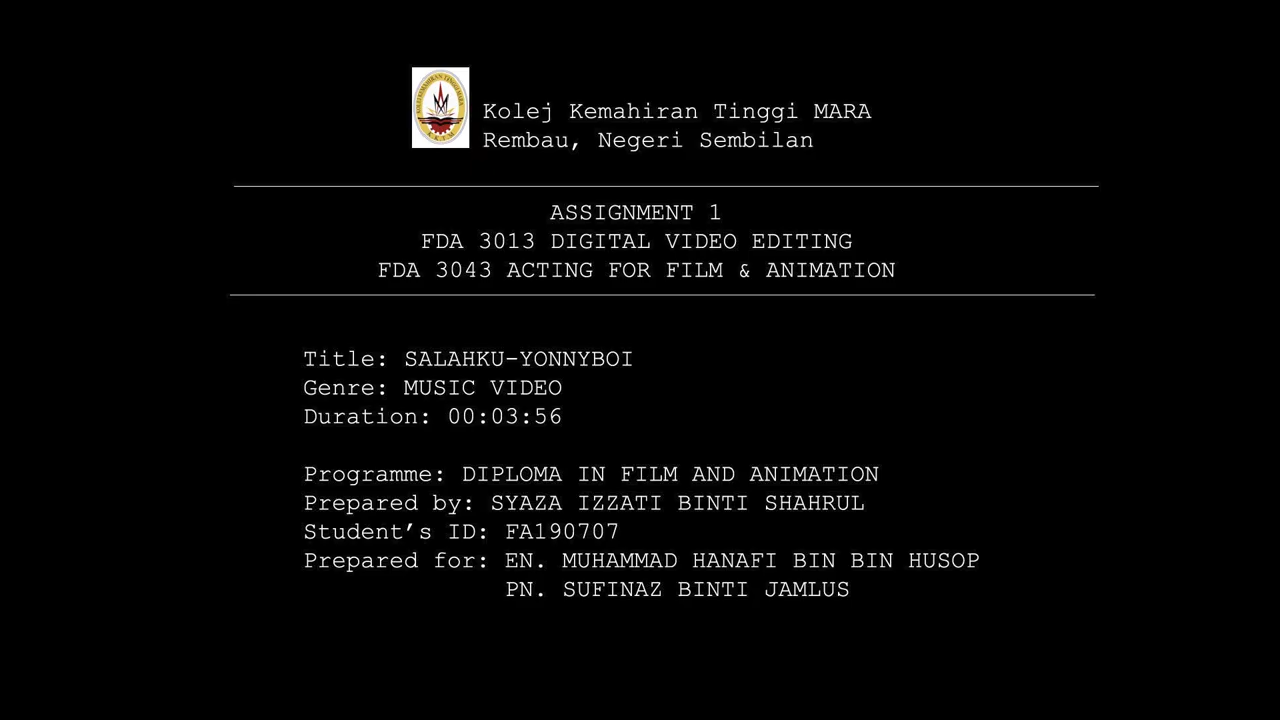 Kolej Kemahiran Tinggi MARA
Rembau, Negeri Sembilan
ASSIGNMENT 1
FDA 3013 DIGITAL VIDEO EDITING
FDA 3043 ACTING FOR FILM & ANIMATION
Title: SALAHKU-YONNYBOI
Genre: MUSIC VIDEO
Duration: 00:03:56
Programme: DIPLOMA IN FILM AND ANIMATION
Prepared by: SYAZA IZZATI BINTI SHAHRUL
Student’s ID: FA190707
Prepared for: EN. MUHAMMAD HANAFI BIN BIN HUSOP
PN. SUFINAZ BINTI JAMLUS